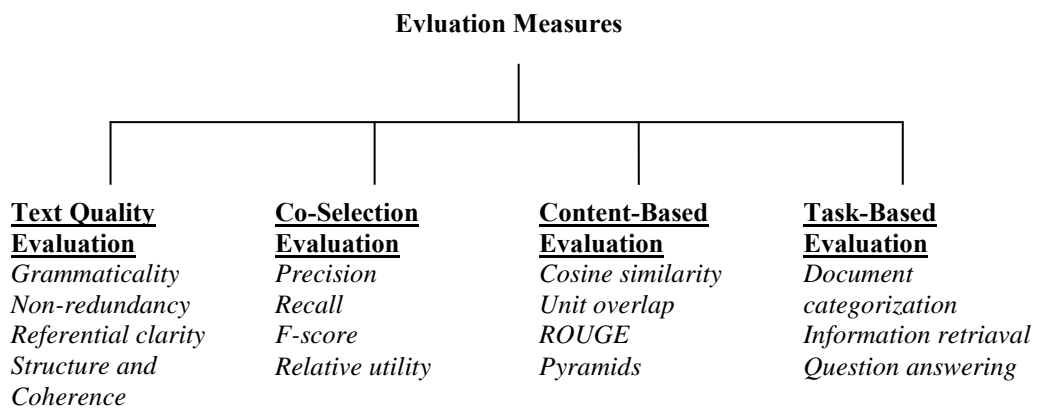 Evluation Measures
Text Quality
Evaluation
Grammaticality
Non-redundancy
Referential clarity
Structure and
Coherence
Co-Selection
Evaluation
Precision
Recall
F-score
Relative utility
Content-Based
Evaluation
Cosine similarity
Unit overlap
ROUGE
Pyramids
Task-Based
Evaluation
Document
categorization
Information retriaval
Question answering